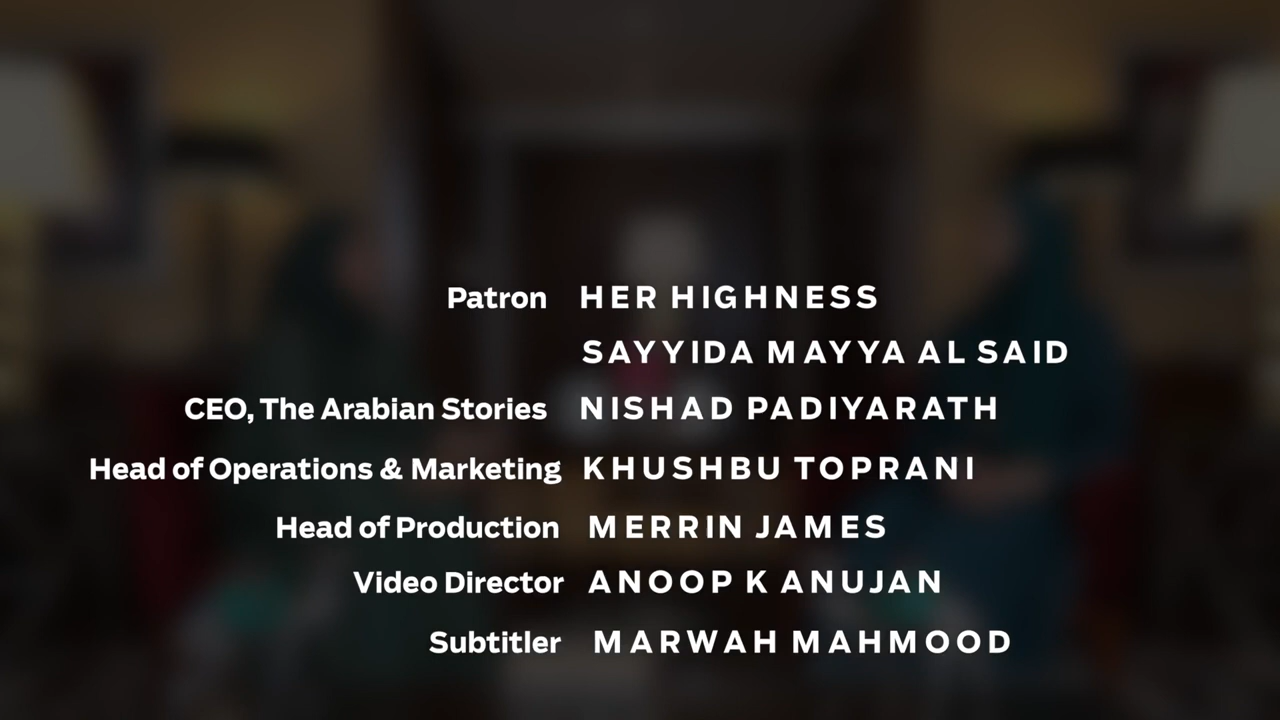 Patron HER HIGHNESS
SAYYIDA MAYYA AL SAID
CEO, The Arabian Stories NISHAD PADIYARATH
Head of Operations & Marketing KHUSHBU TOPRANI
Head of Production MERRIN JAMES
Video Director ANOOP K ANUJAN
Subtitler MARWAH MAHMOOD